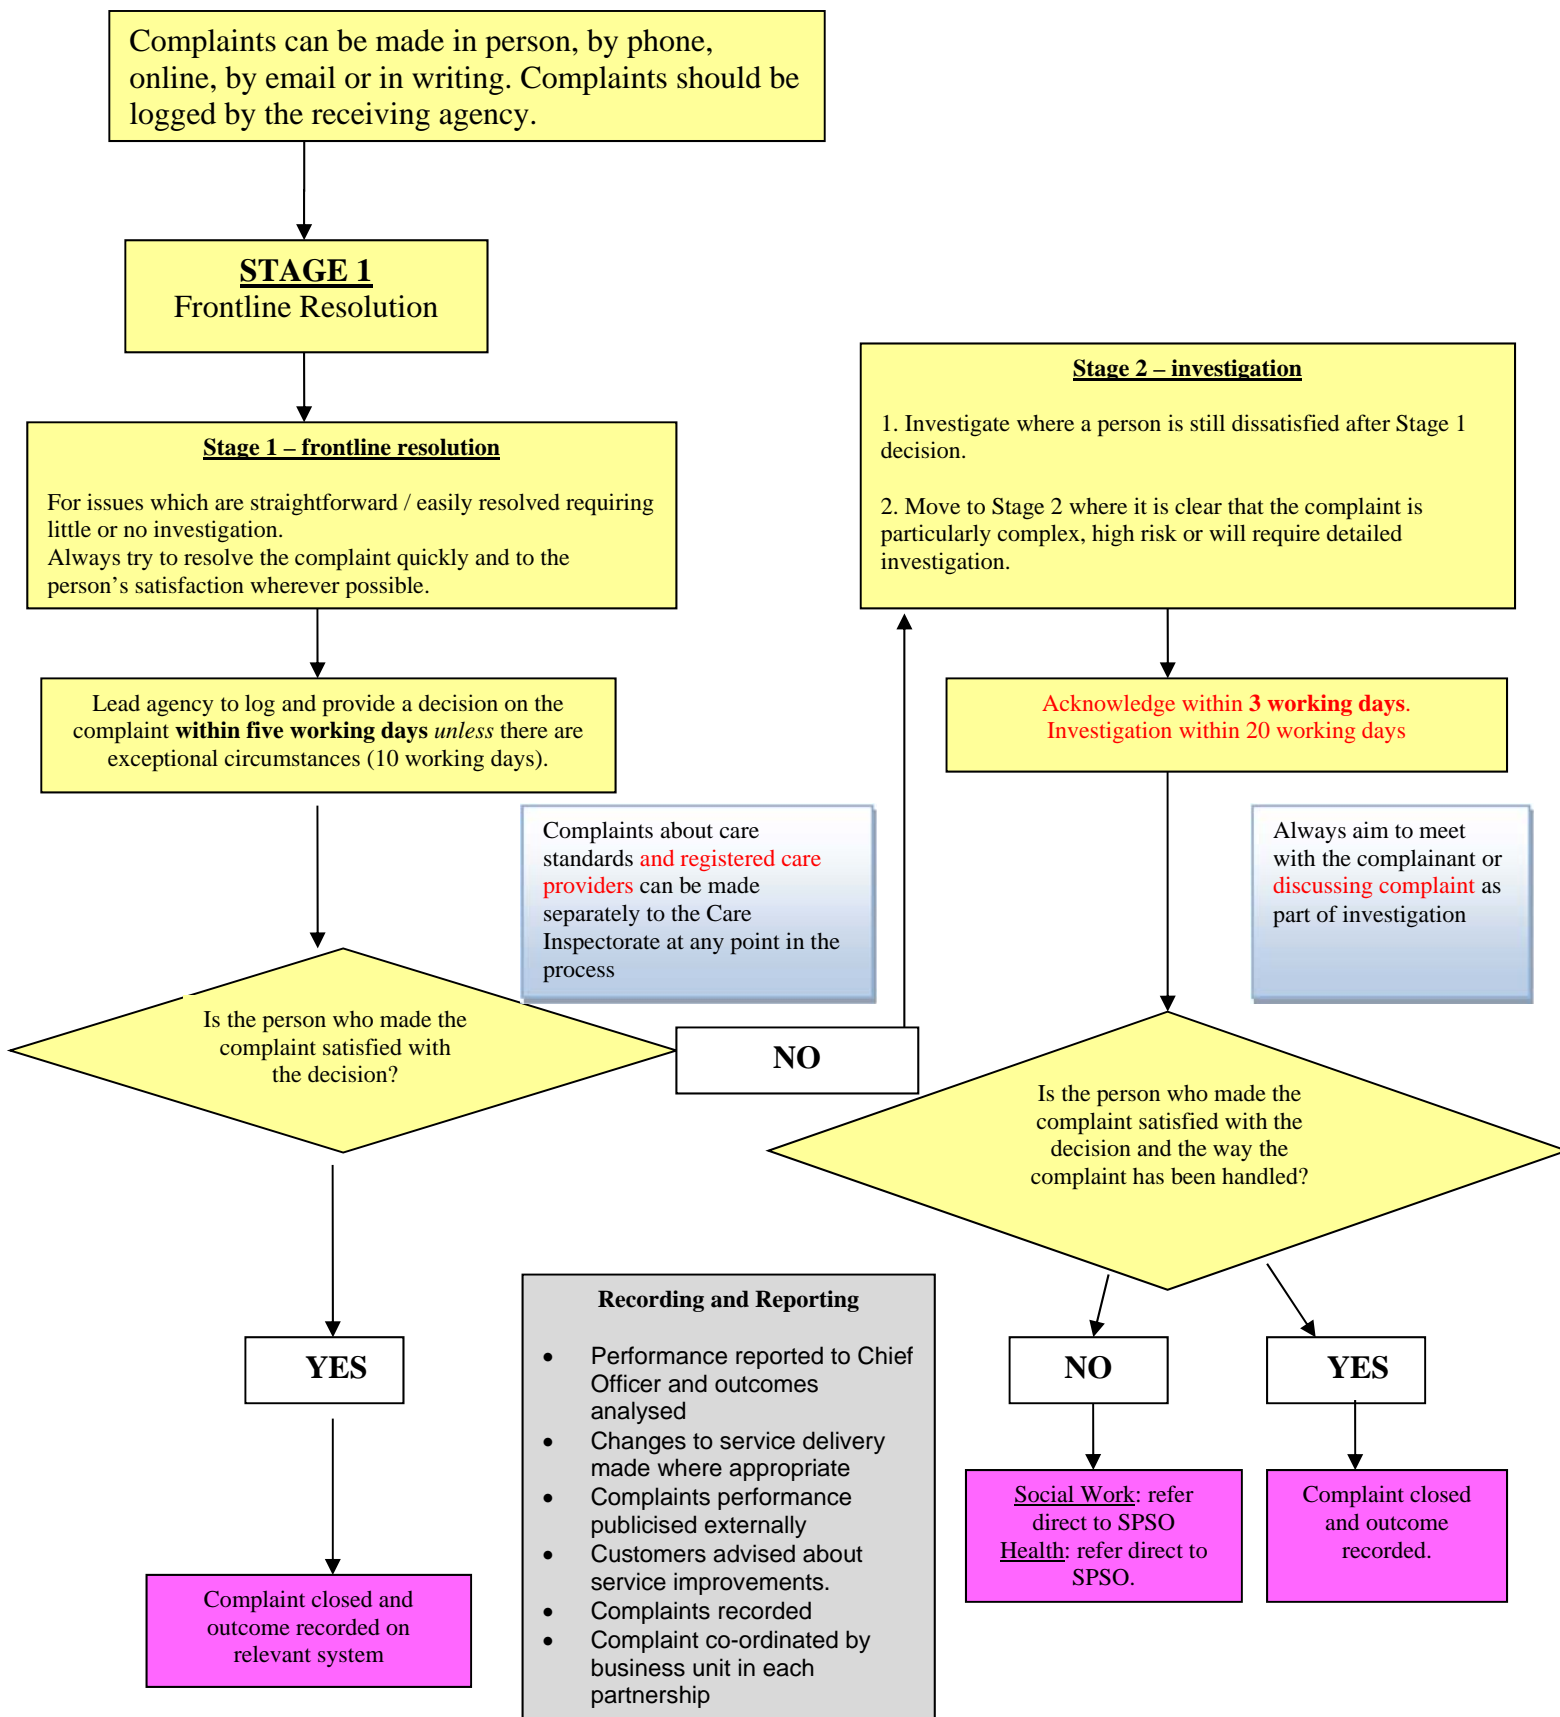 Complaints can be made in person, by phone,
online, by email or in writing. Complaints should be
logged by the receiving agency.
STAGE 1
Frontline Resolution
Stage 1 – frontline resolution
For issues which are straightforward / easily resolved requiring
little or no investigation.
Always try to resolve the complaint quickly and to the
person’s satisfaction wherever possible.
Lead agency to log and provide a decision on the
complaint within five working days unless there are
exceptional circumstances (10 working days).
Complaints about care
standards and registered care
providers can be made
separately to the Care
Inspectorate at any point in the
process
Is the person who made the
complaint satisfied with
the decision?
NO
YES
Complaint closed and
outcome recorded on
relevant system
Stage 2 – investigation
1. Investigate where a person is still dissatisfied after Stage 1
decision.
2. Move to Stage 2 where it is clear that the complaint is
particularly complex, high risk or will require detailed
investigation.
Acknowledge within 3 working days.
Investigation within 20 working days
Always aim to meet
with the complainant or
discussing complaint as
part of investigation
Is the person who made the
complaint satisfied with the
decision and the way the
complaint has been handled?
NO
YES
Social Work: refer
direct to SPSO
Health: refer direct to
SPSO.
Complaint closed
and outcome
recorded.
Recording and Reporting
• Performance reported to Chief
Officer and outcomes
analysed
• Changes to service delivery
made where appropriate
• Complaints performance
publicised externally
• Customers advised about
service improvements.
• Complaints recorded
• Complaint co-ordinated by
business unit in each
partnership